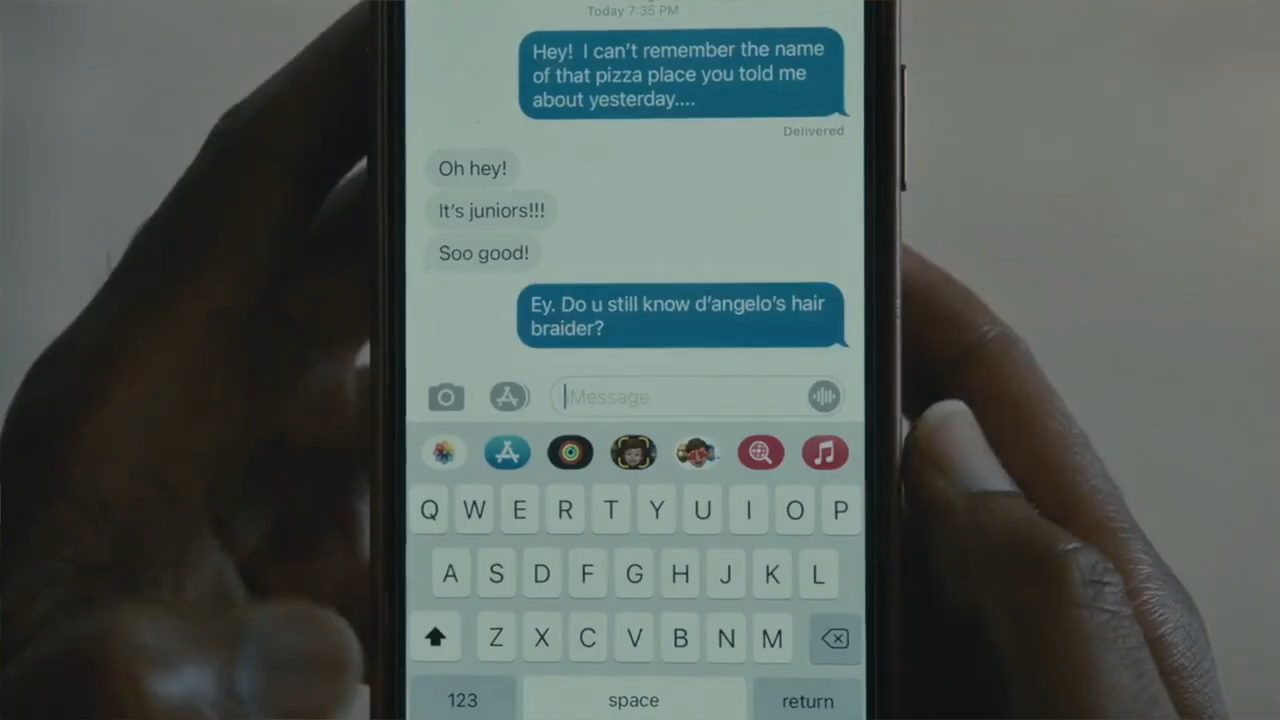 Today 7:35 PM
Hey! I can't remember the name
of that pizza place you told me
about yesterday....
Delivered
Oh hey!
It's juniors!!!
Soo good!
Ey. Do u still know d'angelo's hair
braider?
iMessage
Q W E R T Y U I O P
A S D F G H J K L
Z X C V B N M
123 space return